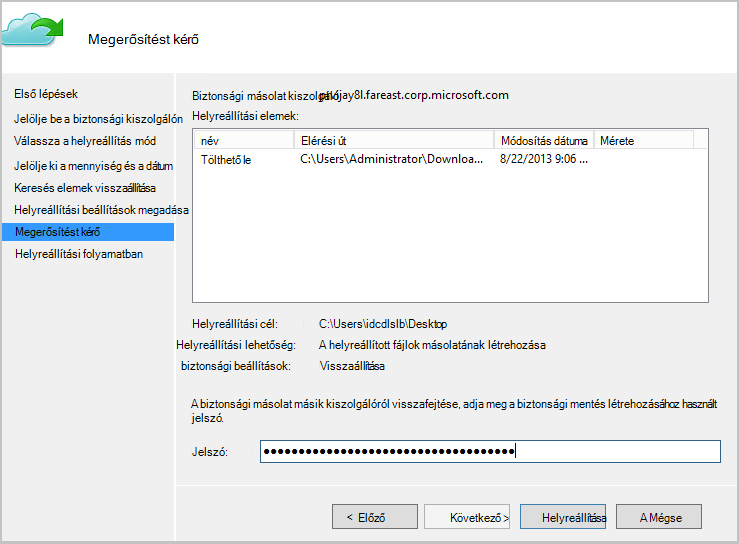 Megerősítést kérő
Első lépések
Jelölje be a biztonsági kiszolgálón
Válassza a helyreállítás mód
Jelölje ki a mennyiség és a dátum
Keresés elemek visszaállítása
Helyreállítási beállítások megadása
Megerősítést kérő
Helyreállítási folyamatban
Biztonsági másolat kiszolgáló: jay8l.fareast.corp.microsoft.com
Helyreállítási elemek:
név Elérési út Módosítás dátuma Mérete
Tölthető le C:\Users\Administrator\Downloa... 8/22/2013 9:06 ...
Helyreállítási cél: C:\Users\idcdlslb\Desktop
Helyreállítási lehetőség: A helyreállított fájlok másolatának létrehozása
biztonsági beállítások: Visszaállítása
A biztonsági másolat másik kiszolgálóról visszafejtése, adja meg a biztonsági mentés létrehozásához használt
jelszó.
Jelszó:
< Előző Következő > Helyreállítása A Mégse